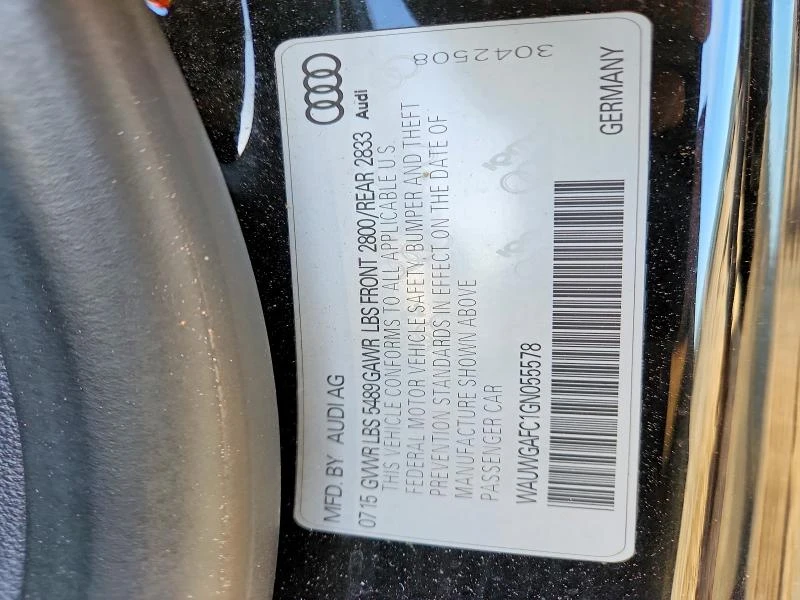 MFD. BY AUDI AG
0715 GVWR LBS 5489 GAWR LBS FRONT 2800/REAR 2833 Audi
THIS VEHICLE CONFORMS TO ALL APPLICABLE U.S.
FEDERAL MOTOR VEHICLE SAFETY, BUMPER AND THEFT
PREVENTION STANDARDS IN EFFECT ON THE DATE OF
MANUFACTURE SHOWN ABOVE
PASSENGER CAR
WAUWGAFC1GN055578
GERMANY
3042508